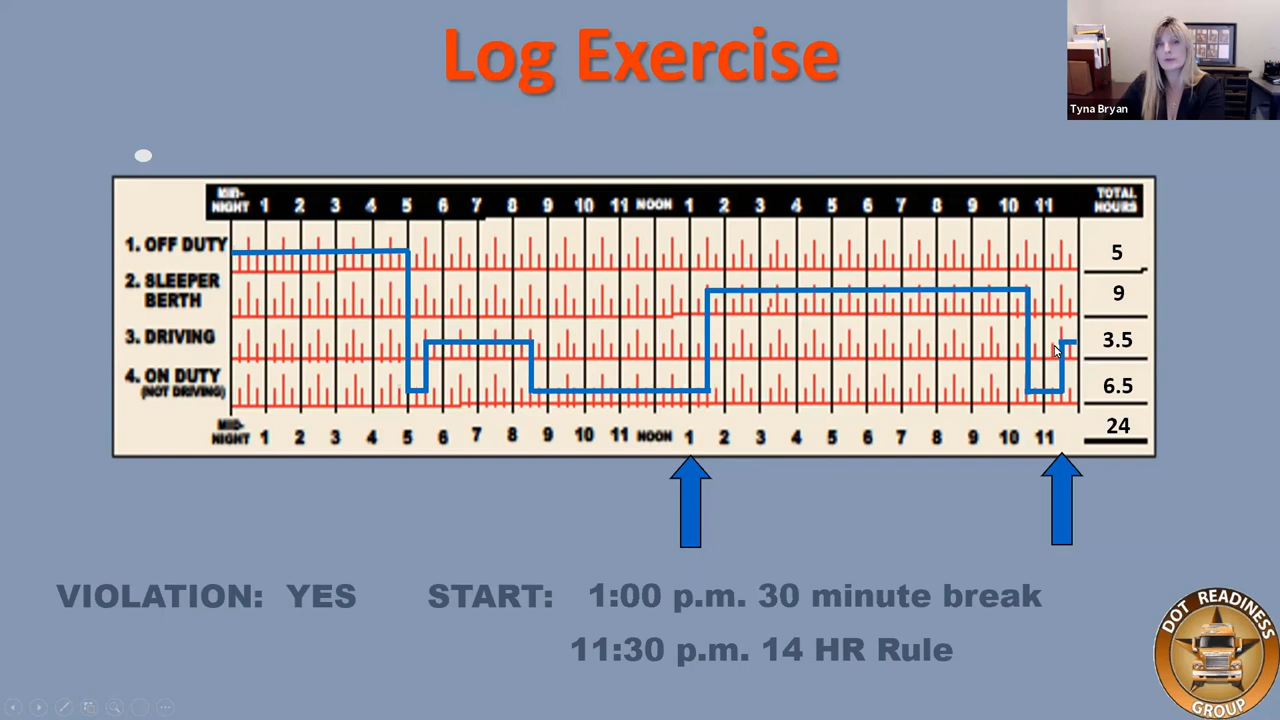 Log Exercise
Tyna Bryan
MID-NIGHT 1 2 3 4 5 6 7 8 9 10 11 NOON 1 2 3 4 5 6 7 8 9 10 11 TOTAL HOURS
1. OFF DUTY 5
2. SLEEPER BERTH 9
3. DRIVING 3.5
4. ON DUTY (NOT DRIVING) 6.5
MID-NIGHT 1 2 3 4 5 6 7 8 9 10 11 NOON 1 2 3 4 5 6 7 8 9 10 11 24
VIOLATION: YES START: 1:00 p.m. 30 minute break
11:30 p.m. 14 HR Rule
DOT READINESS
GROUP